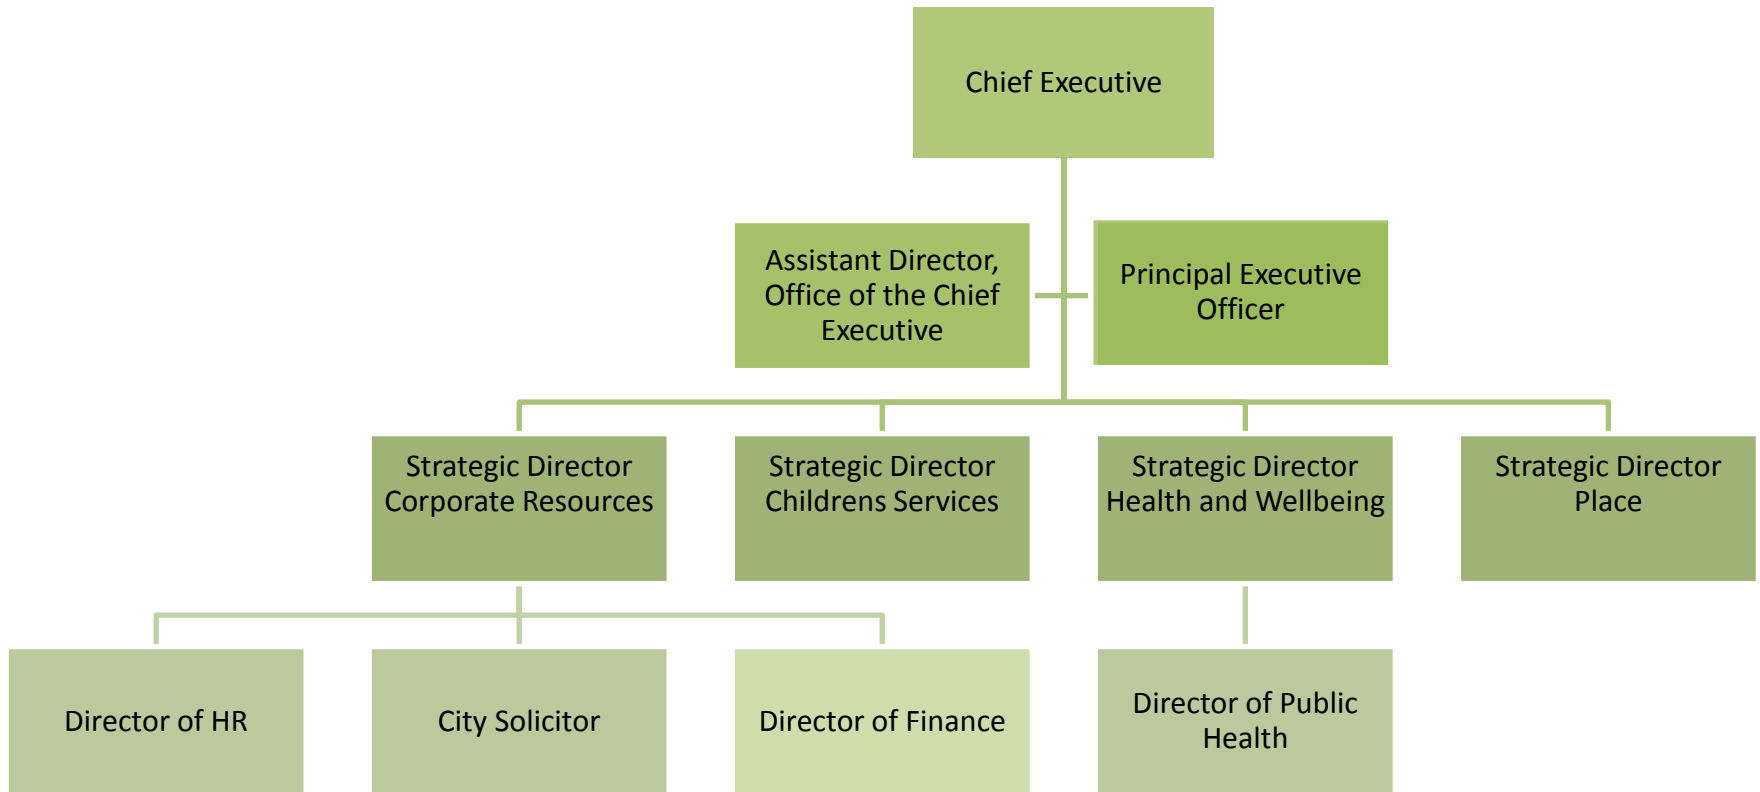 Chief Executive
Assistant Director,
Office of the Chief
Executive
Principal Executive
Officer
Strategic Director
Corporate Resources
Strategic Director
Childrens Services
Strategic Director
Health and Wellbeing
Strategic Director
Place
Director of HR
City Solicitor
Director of Finance
Director of Public
Health